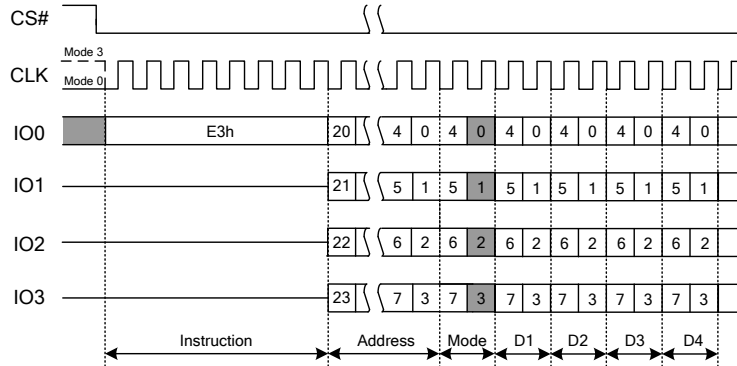 CS#
Mode 3
CLK
Mode 0
IO0 E3h 20 4 0 4 0 4 0 4 0 4 0 4 0
IO1 21 5 1 5 1 5 1 5 1 5 1 5 1
IO2 22 6 2 6 2 6 2 6 2 6 2 6 2
IO3 23 7 3 7 3 7 3 7 3 7 3 7 3
Instruction Address Mode D1 D2 D3 D4